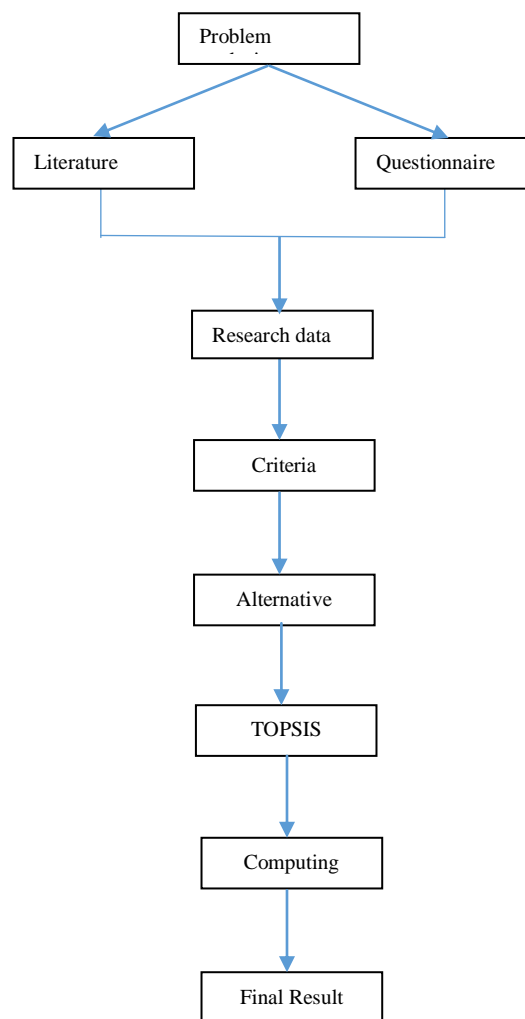 Problem
Literature
Questionnaire
Research data
Criteria
Alternative
TOPSIS
Computing
Final Result